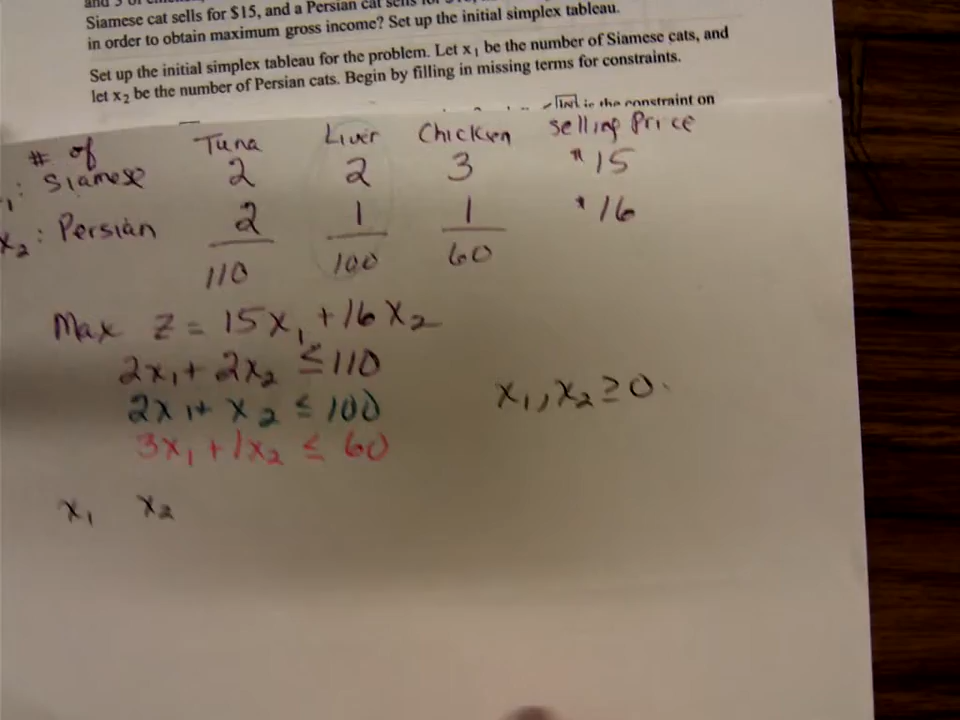 Siamese cat sells for $15, and a Persian cat sells for
in order to obtain maximum gross income? Set up the initial simplex tableau.
Set up the initial simplex tableau for the problem. Let x1 be the number of Siamese cats, and
let x2 be the number of Persian cats. Begin by filling in missing terms for constraints.
is the constraint on
# of Tuna Liver Chicken Selling Price
1: Siamese 2 2 3 $15
x2: Persian 2 1 1 $16
110 100 60
Max z = 15x1 + 16x2
2x1 + 2x2 ≤ 110
2x1 + x2 ≤ 100 x1, x2 ≥ 0.
3x1 + 1x2 ≤ 60
x1 x2